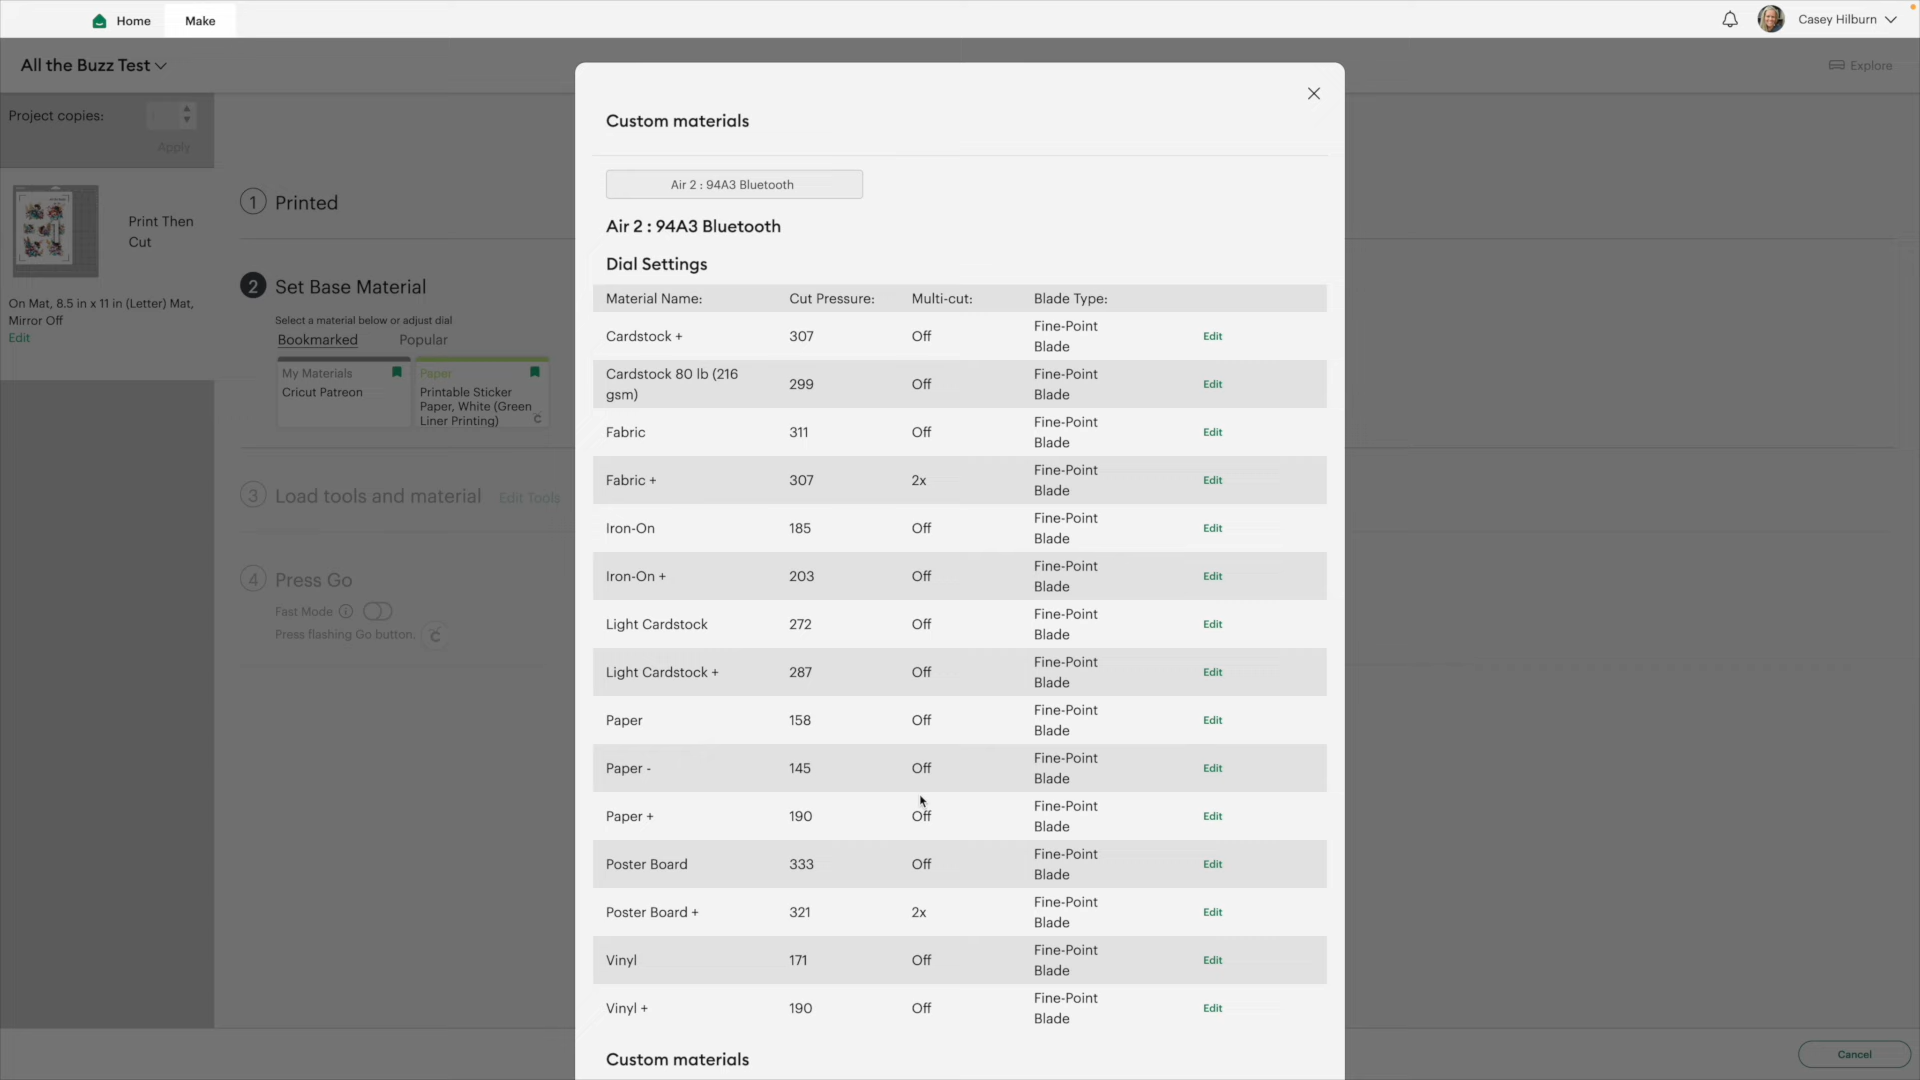 Home
Make
Casey Hilburn
All the Buzz Test
Explore
Project copies:
Apply
Print Then
Cut
On Mat, 8.5 in x 11 in (Letter) Mat,
Mirror Off
Edit
1 Printed
2 Set Base Material
Select a material below or adjust dial
Bookmarked
Popular
My Materials
Cricut Patreon
Paper
Printable Sticker
Paper, White (Green
Liner Printing)
3 Load tools and material Edit Tools
4 Press Go
Fast Mode
Press flashing Go button.
Custom materials
Air 2 : 94A3 Bluetooth
Air 2 : 94A3 Bluetooth
Dial Settings
Material Name: Cut Pressure: Multi-cut: Blade Type:
Cardstock + 307 Off Fine-Point
Blade Edit
Cardstock 80 lb (216
gsm) 299 Off Fine-Point
Blade Edit
Fabric 311 Off Fine-Point
Blade Edit
Fabric + 307 2x Fine-Point
Blade Edit
Iron-On 185 Off Fine-Point
Blade Edit
Iron-On + 203 Off Fine-Point
Blade Edit
Light Cardstock 272 Off Fine-Point
Blade Edit
Light Cardstock + 287 Off Fine-Point
Blade Edit
Paper 158 Off Fine-Point
Blade Edit
Paper - 145 Off Fine-Point
Blade Edit
Paper + 190 Off Fine-Point
Blade Edit
Poster Board 333 Off Fine-Point
Blade Edit
Poster Board + 321 2x Fine-Point
Blade Edit
Vinyl 171 Off Fine-Point
Blade Edit
Vinyl + 190 Off Fine-Point
Blade Edit
Custom materials
Cancel